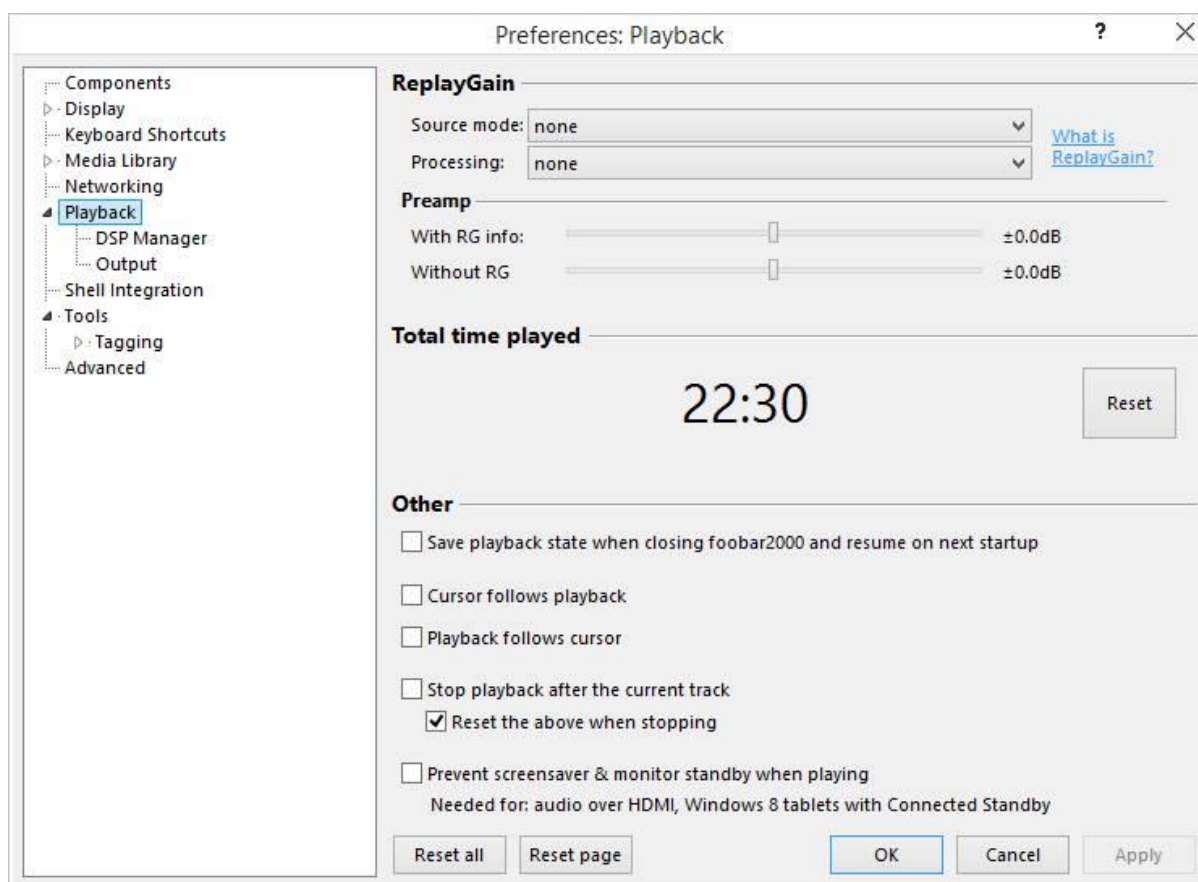 Preferences: Playback
?
Components
Display
Keyboard Shortcuts
Media Library
Networking
Playback
DSP Manager
Output
Shell Integration
Tools
Tagging
Advanced
ReplayGain
Source mode: none
Processing: none
What is
ReplayGain?
Preamp
With RG info: ±0.0dB
Without RG ±0.0dB
Total time played
22:30
Reset
Other
Save playback state when closing foobar2000 and resume on next startup
Cursor follows playback
Playback follows cursor
Stop playback after the current track
Reset the above when stopping
Prevent screensaver & monitor standby when playing
Needed for: audio over HDMI, Windows 8 tablets with Connected Standby
Reset all Reset page OK Cancel Apply